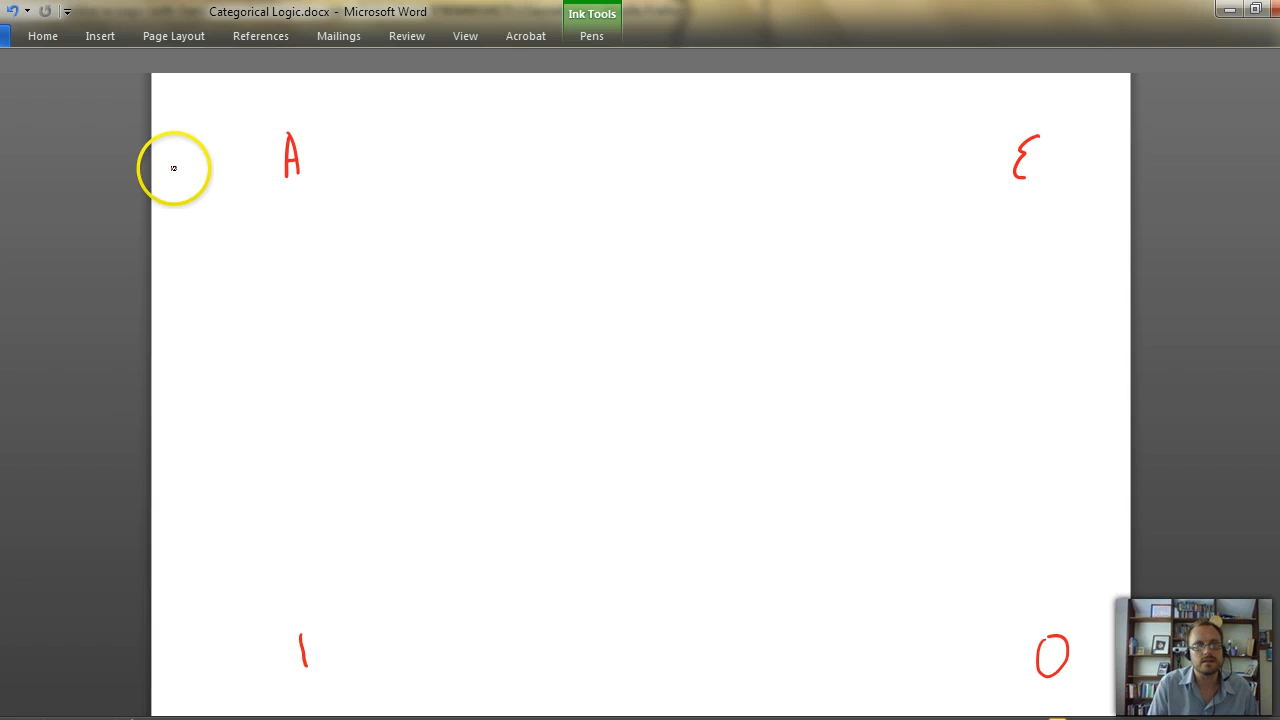 Categorical Logic.docx - Microsoft Word
Ink Tools
Home Insert Page Layout References Mailings Review View Acrobat Pens
A E
I O